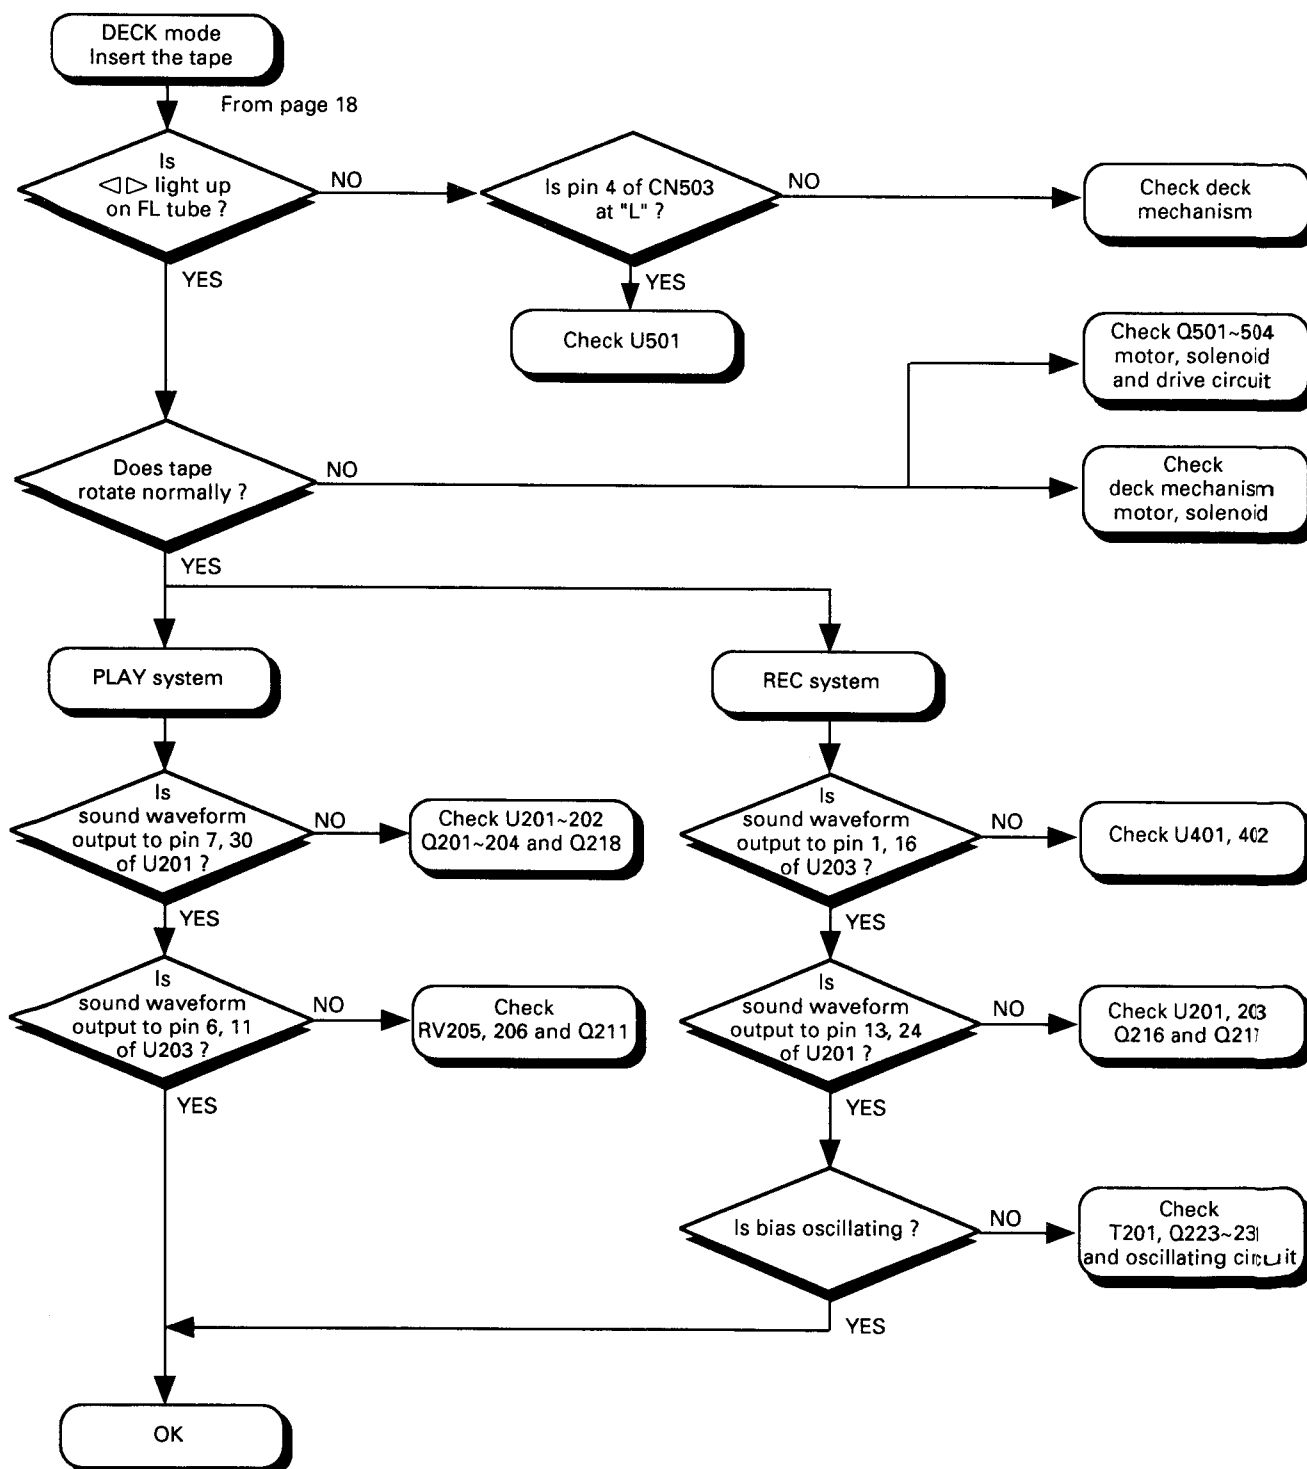 DECK mode
Insert the tape
From page 18
Is
◁ ▷ light up
on FL tube ?
NO
Is pin 4 of CN503
at "L" ?
NO
Check deck
mechanism
YES
YES
Check U501
Check Q501~504
motor, solenoid
and drive circuit
Does tape
rotate normally ?
NO
Check
deck mechanism
motor, solenoid
YES
PLAY system
REC system
Is
sound waveform
output to pin 7, 30
of U201 ?
NO
Check U201~202
Q201~204 and Q218
Is
sound waveform
output to pin 1, 16
of U203 ?
NO
Check U401, 402
YES
YES
Is
sound waveform
output to pin 6, 11
of U203 ?
NO
Check
RV205, 206 and Q211
Is
sound waveform
output to pin 13, 24
of U201 ?
NO
Check U201, 203
Q216 and Q217
YES
YES
Is bias oscillating ?
NO
Check
T201, Q223~231
and oscillating circuit
YES
OK